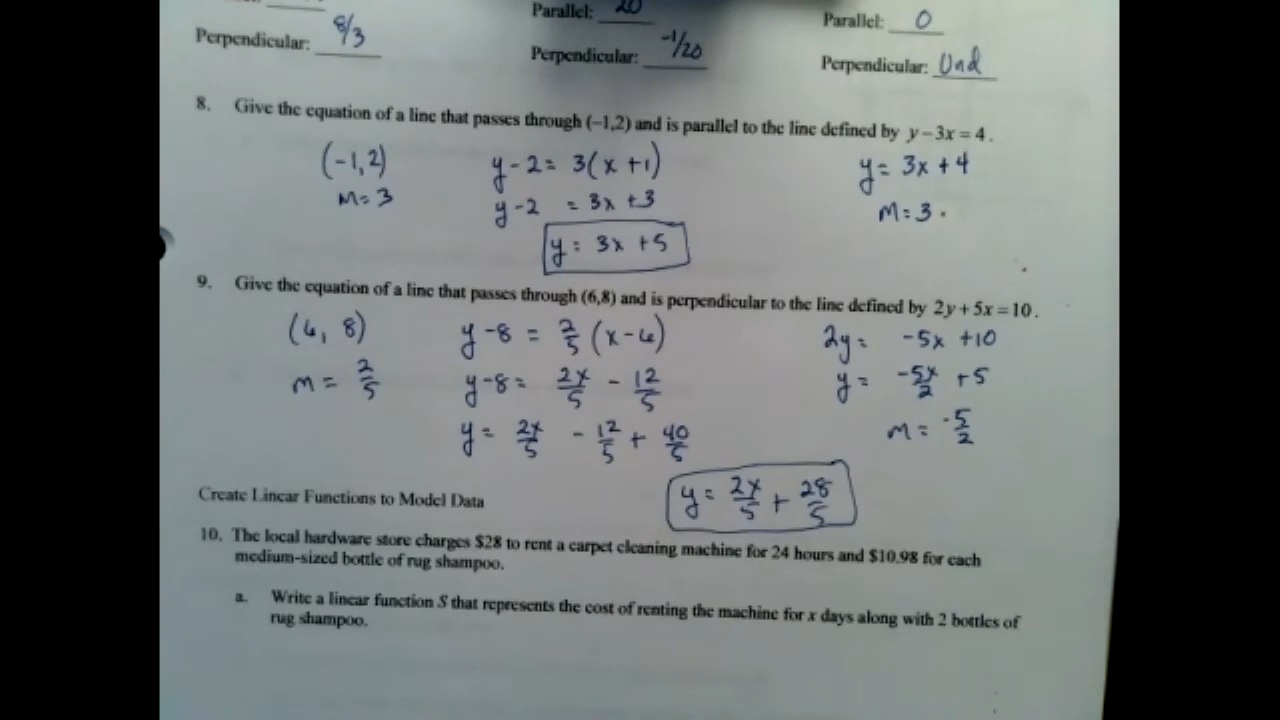 Parallel: 20
Parallel: 0
Perpendicular: 8/3
Perpendicular: -1/20
Perpendicular: Und
8. Give the equation of a line that passes through (−1,2) and is parallel to the line defined by y − 3x = 4.
(-1,2)
m=3
y-2= 3(x+1)
y-2 = 3x+3
y= 3x+5
y= 3x+4
m=3.
9. Give the equation of a line that passes through (6,8) and is perpendicular to the line defined by 2y + 5x = 10.
(6, 8)
m = 2/5
y-8 = 2/5 (x-6)
y-8= 2x/5 - 12/5
y= 2x/5 - 12/5 + 40/5
y= 2x/5 + 28/5
2y= -5x +10
y= -5x/2 +5
m= -5/2
Create Linear Functions to Model Data
10. The local hardware store charges $28 to rent a carpet cleaning machine for 24 hours and $10.98 for each
medium-sized bottle of rug shampoo.
a. Write a linear function S that represents the cost of renting the machine for x days along with 2 bottles of
rug shampoo.